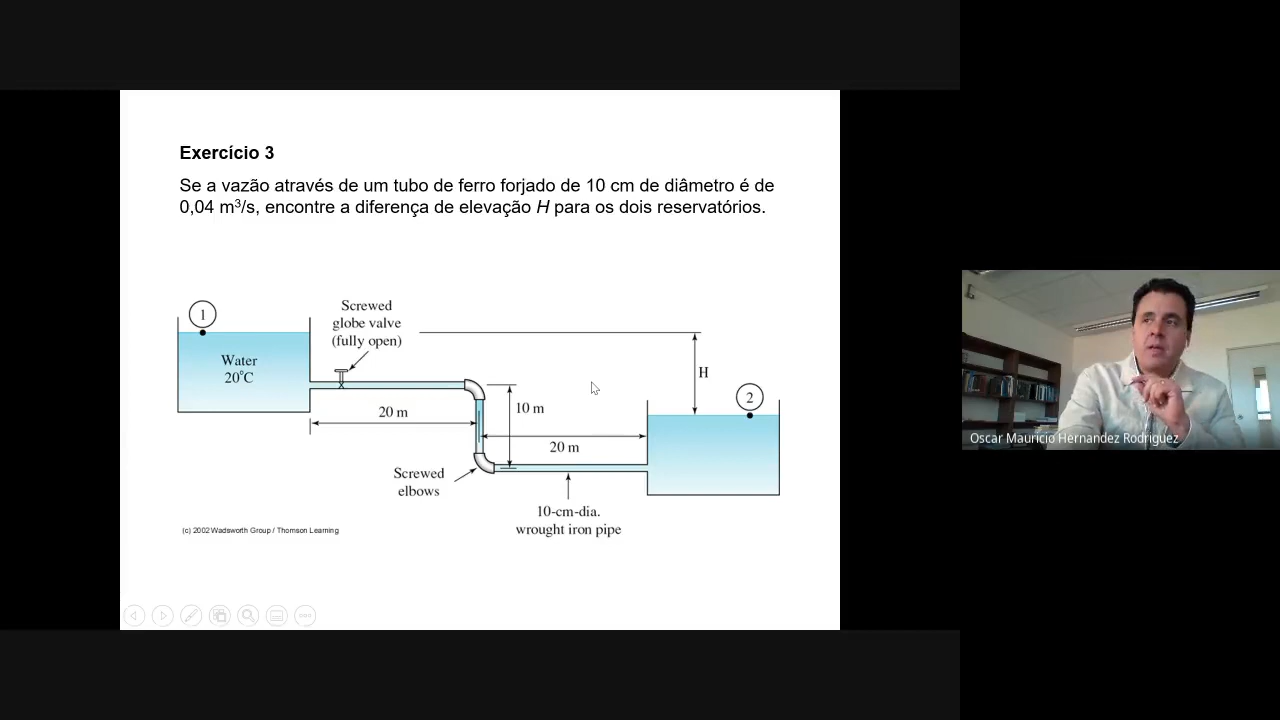 Exercício 3
Se a vazão através de um tubo de ferro forjado de 10 cm de diâmetro é de
0,04 m³/s, encontre a diferença de elevação H para os dois reservatórios.
1
Screwed
globe valve
(fully open)
Water
20°C
H
2
20 m
10 m
20 m
Screwed
elbows
10-cm-dia.
wrought iron pipe
(c) 2002 Wadsworth Group / Thomson Learning
Oscar Mauricio Hernandez Rodriguez